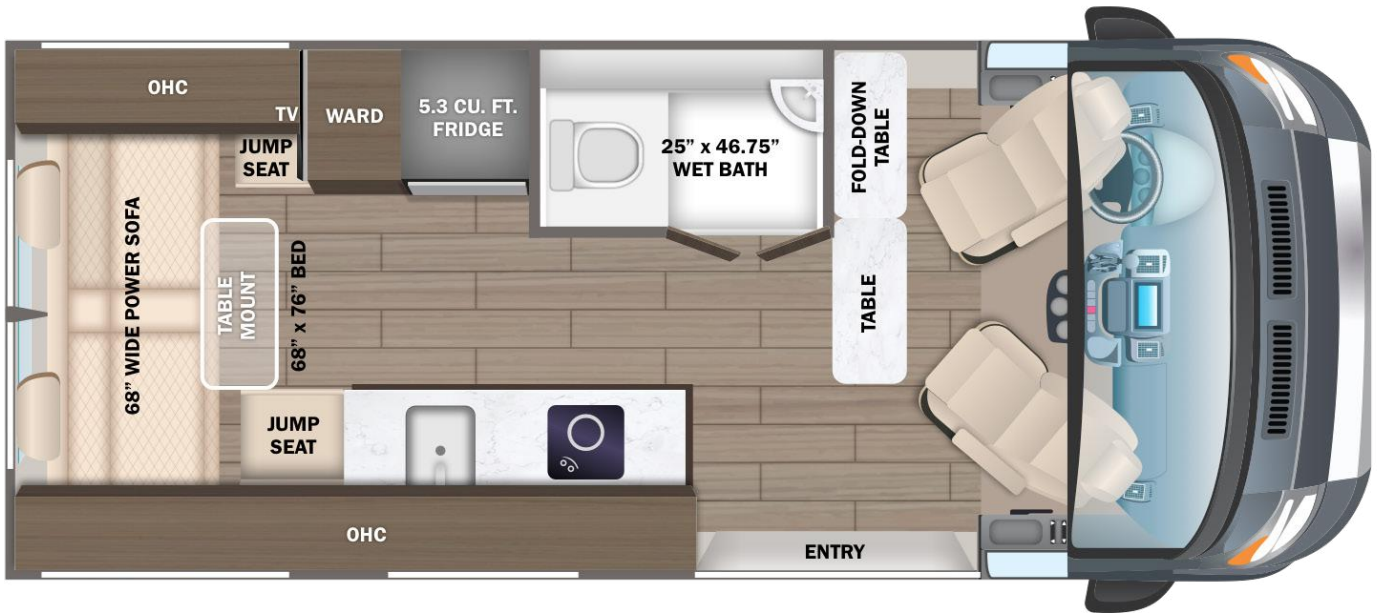 OHC
TV
WARD
5.3 CU. FT.
FRIDGE
25” x 46.75”
WET BATH
FOLD-DOWN
TABLE
JUMP
SEAT
68” WIDE POWER SOFA
TABLE
MOUNT
68” x 76” BED
TABLE
JUMP
SEAT
OHC
ENTRY